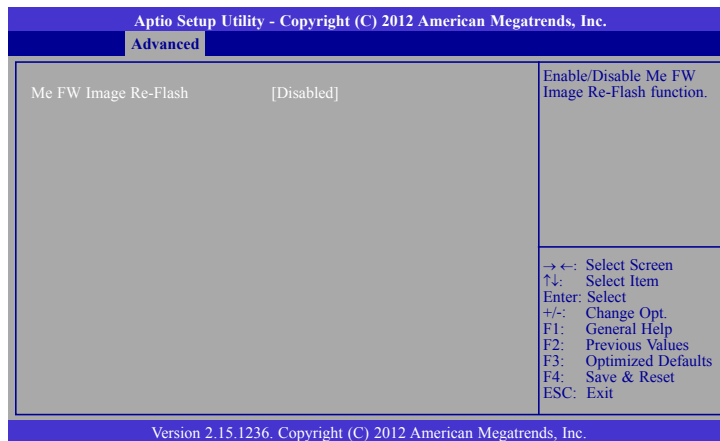 Aptio Setup Utility - Copyright (C) 2012 American Megatrends, Inc.
Advanced
Me FW Image Re-Flash [Disabled]
Enable/Disable Me FW
Image Re-Flash function.
→ ←: Select Screen
↑↓: Select Item
Enter: Select
+/-: Change Opt.
F1: General Help
F2: Previous Values
F3: Optimized Defaults
F4: Save & Reset
ESC: Exit
Version 2.15.1236. Copyright (C) 2012 American Megatrends, Inc.